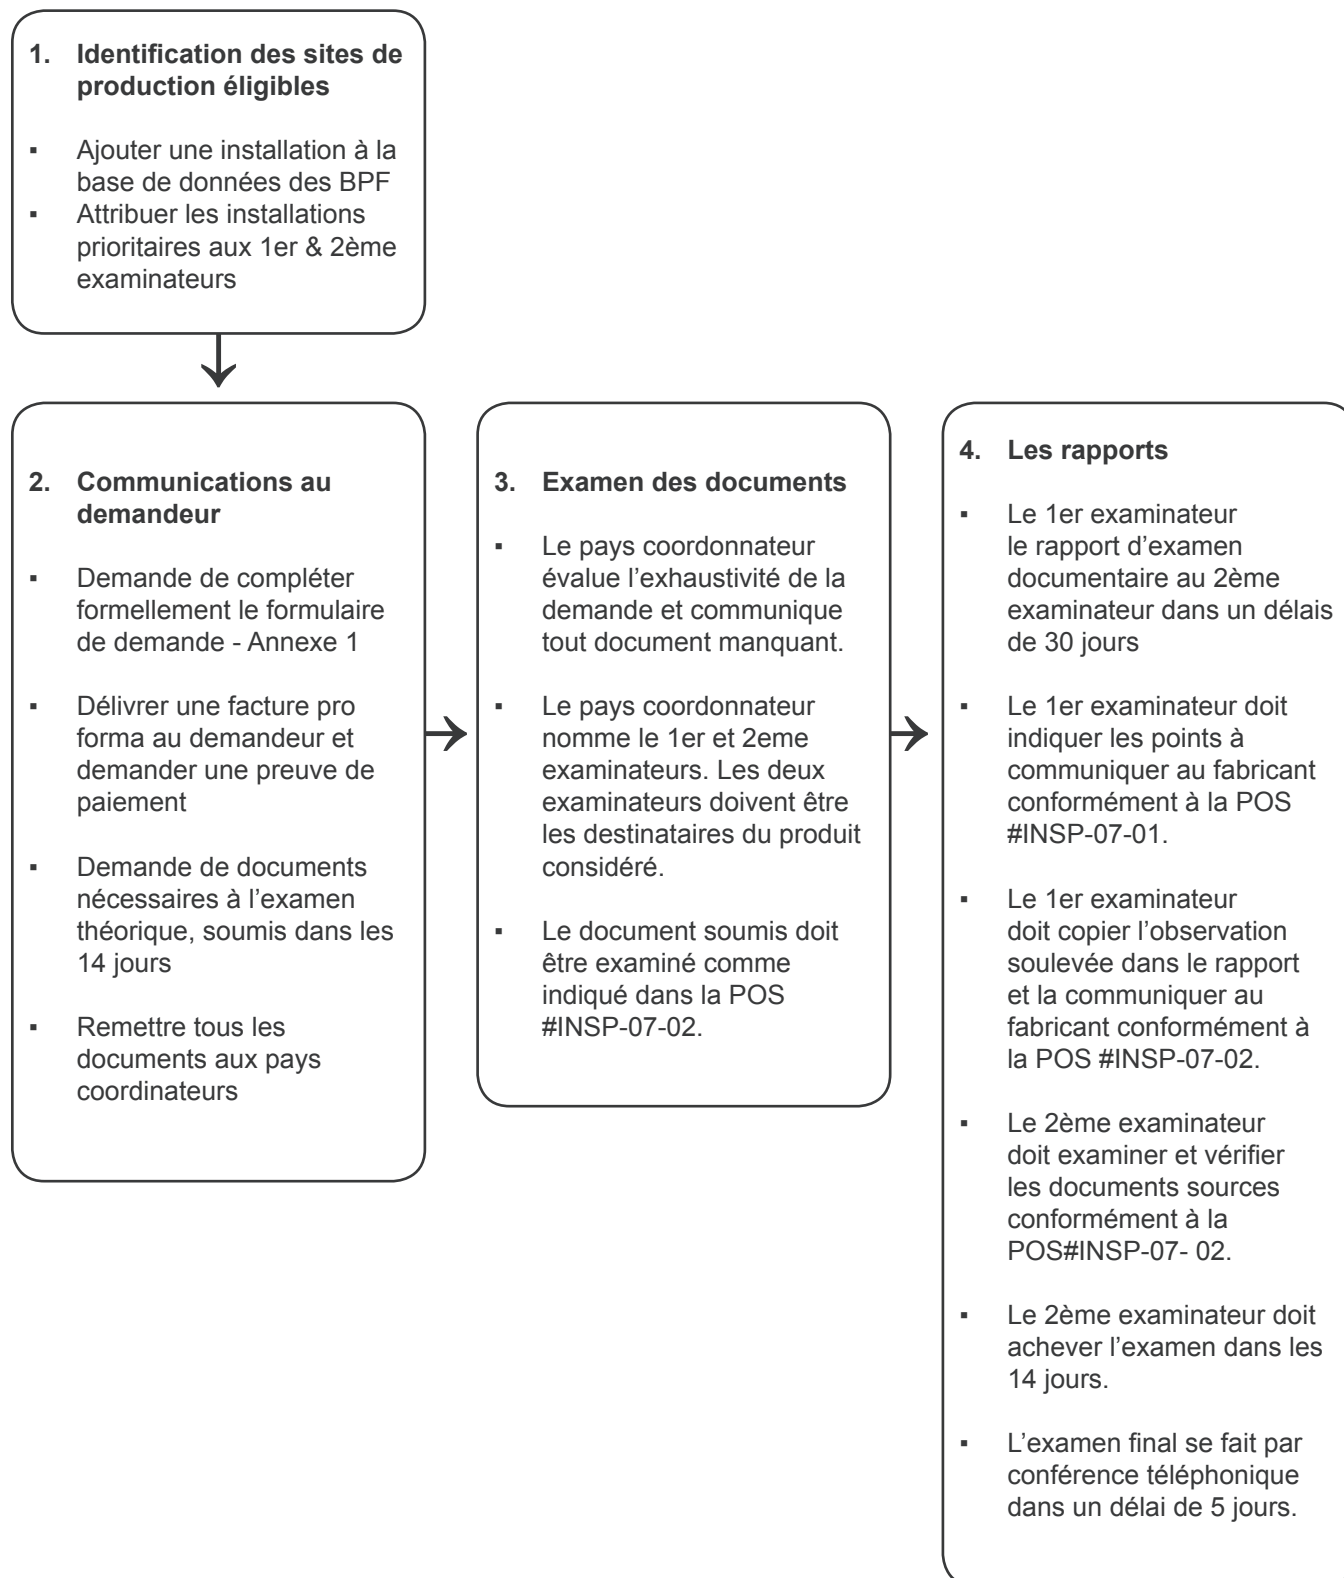 1. Identification des sites de
production éligibles
▪ Ajouter une installation à la
base de données des BPF
▪ Attribuer les installations
prioritaires aux 1er & 2ème
examinateurs
2. Communications au
demandeur
▪ Demande de compléter
formellement le formulaire
de demande - Annexe 1
▪ Délivrer une facture pro
forma au demandeur et
demander une preuve de
paiement
▪ Demande de documents
nécessaires à l’examen
théorique, soumis dans les
14 jours
▪ Remettre tous les
documents aux pays
coordinateurs
3. Examen des documents
▪ Le pays coordonnateur
évalue l’exhaustivité de la
demande et communique
tout document manquant.
▪ Le pays coordonnateur
nomme le 1er et 2eme
examinateurs. Les deux
examinateurs doivent être
les destinataires du produit
considéré.
▪ Le document soumis doit
être examiné comme
indiqué dans la POS
#INSP-07-02.
4. Les rapports
▪ Le 1er examinateur
le rapport d’examen
documentaire au 2ème
examinateur dans un délais
de 30 jours
▪ Le 1er examinateur doit
indiquer les points à
communiquer au fabricant
conformément à la POS
#INSP-07-01.
▪ Le 1er examinateur
doit copier l’observation
soulevée dans le rapport
et la communiquer au
fabricant conformément à
la POS #INSP-07-02.
▪ Le 2ème examinateur
doit examiner et vérifier
les documents sources
conformément à la
POS#INSP-07- 02.
▪ Le 2ème examinateur doit
achever l’examen dans les
14 jours.
▪ L’examen final se fait par
conférence téléphonique
dans un délai de 5 jours.